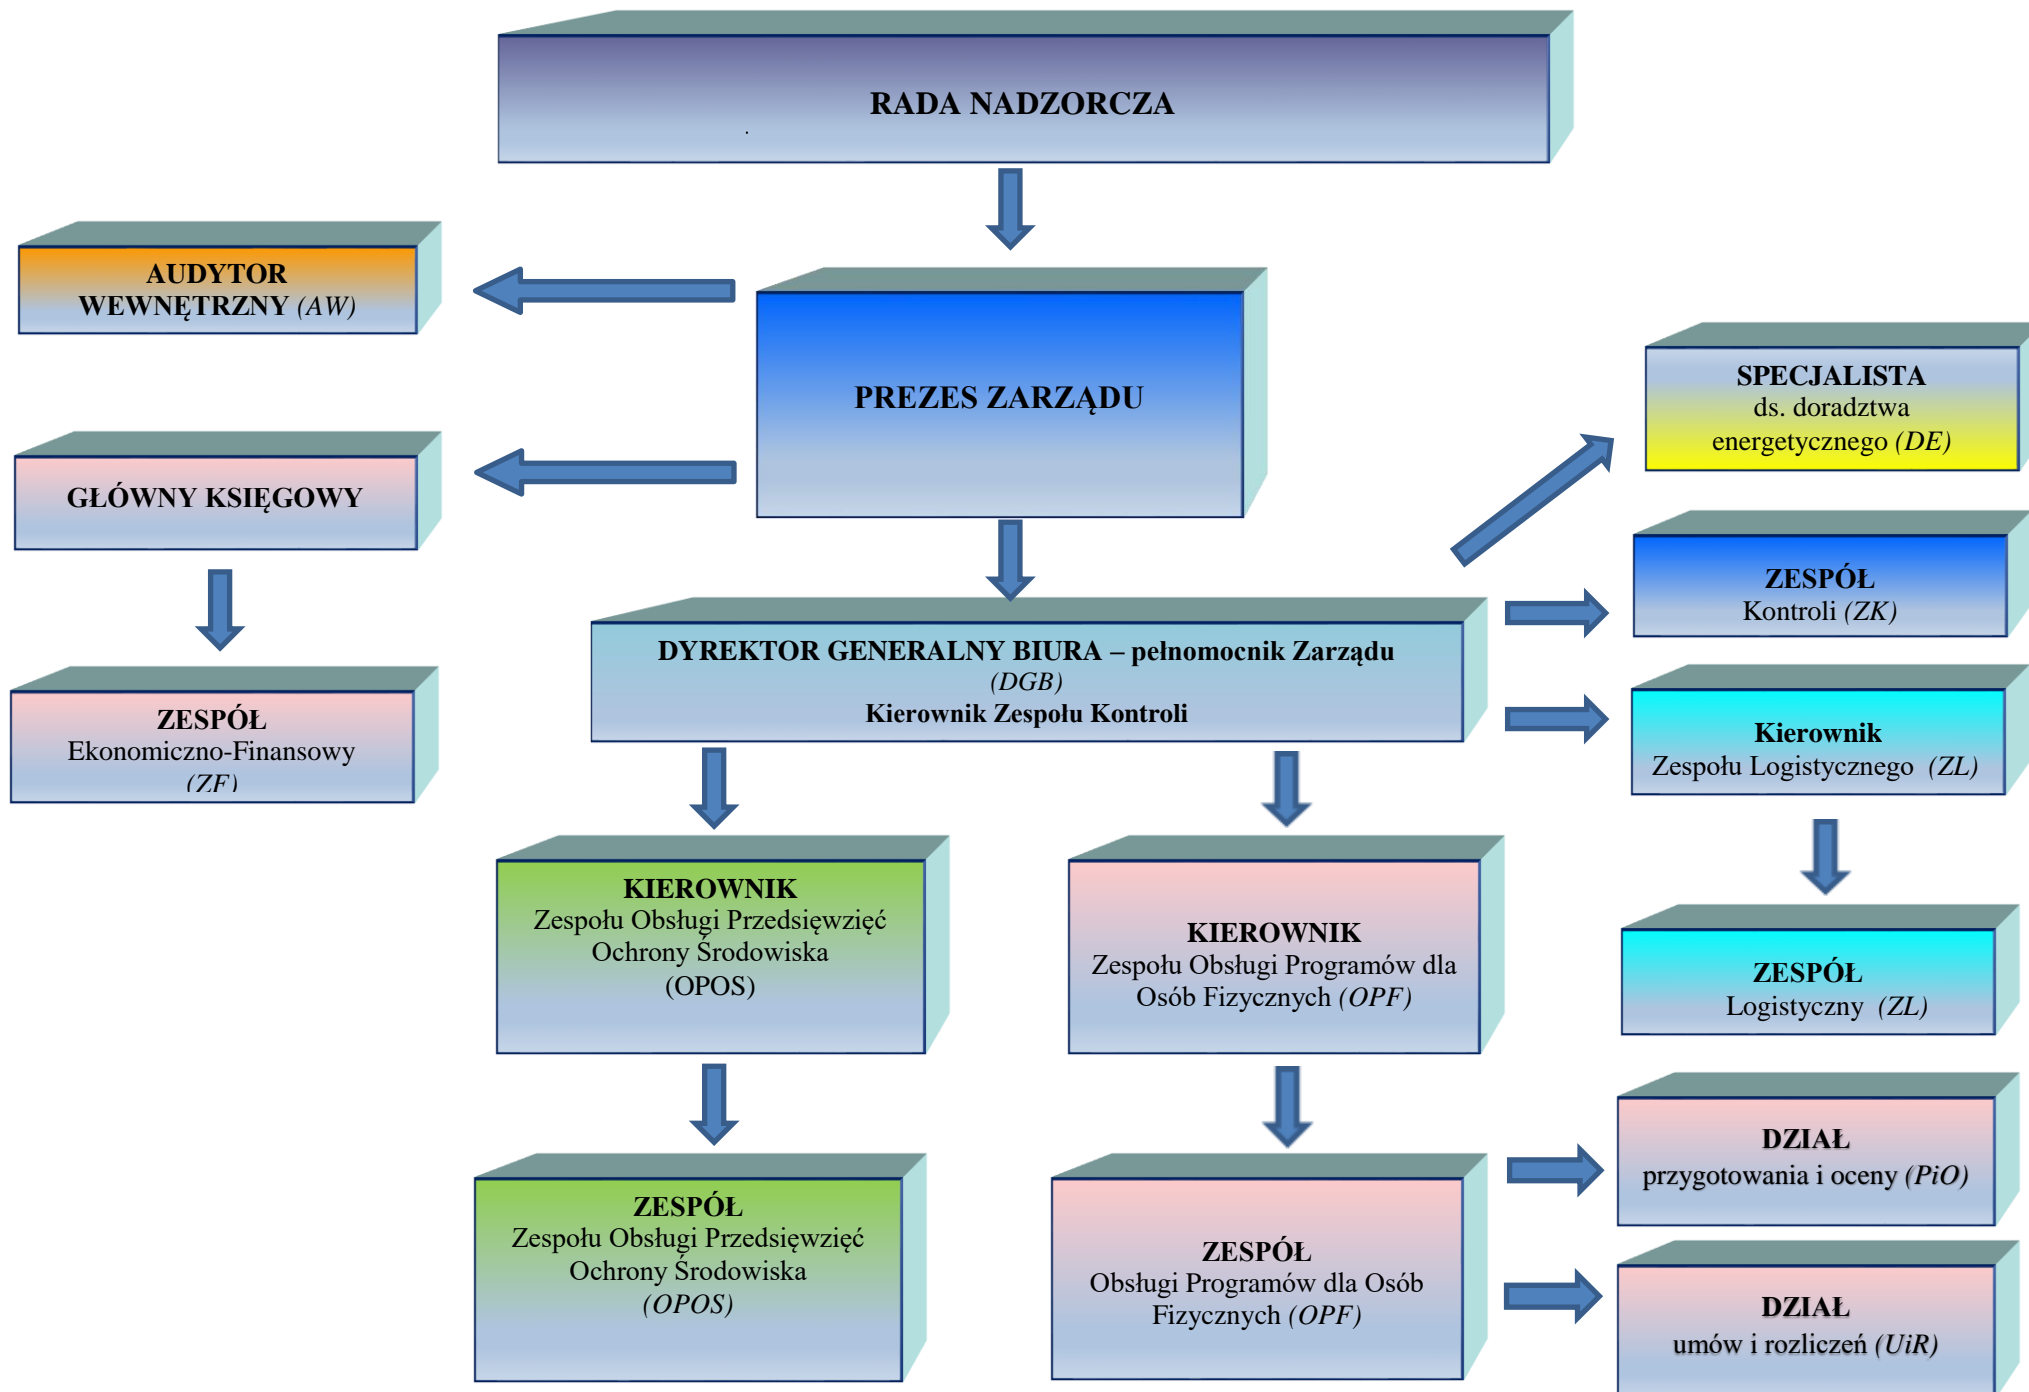 RADA NADZORCZA
.
AUDYTOR
WEWNĘTRZNY (AW)
PREZES ZARZĄDU
SPECJALISTA
ds. doradztwa
energetycznego (DE)
GŁÓWNY KSIĘGOWY
ZESPÓŁ
Kontroli (ZK)
DYREKTOR GENERALNY BIURA – pełnomocnik Zarządu
(DGB)
Kierownik Zespołu Kontroli
ZESPÓŁ
Ekonomiczno-Finansowy
(ZF)
Kierownik
Zespołu Logistycznego (ZL)
KIEROWNIK
Zespołu Obsługi Przedsięwzięć
Ochrony Środowiska
(OPOS)
KIEROWNIK
Zespołu Obsługi Programów dla
Osób Fizycznych (OPF)
ZESPÓŁ
Logistyczny (ZL)
ZESPÓŁ
Zespołu Obsługi Przedsięwzięć
Ochrony Środowiska
(OPOS)
ZESPÓŁ
Obsługi Programów dla Osób
Fizycznych (OPF)
DZIAŁ
przygotowania i oceny (PiO)
DZIAŁ
umów i rozliczeń (UiR)